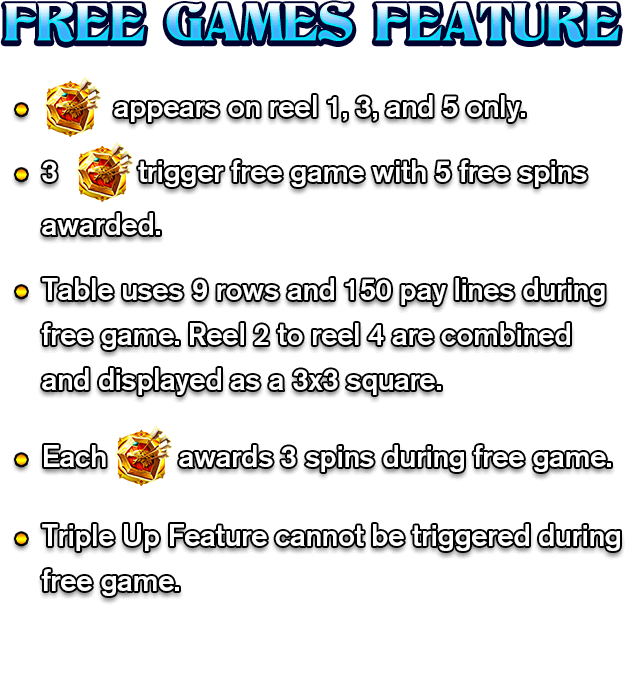 FREE GAMES FEATURE
appears on reel 1, 3, and 5 only.
3 trigger free game with 5 free spins
awarded.
Table uses 9 rows and 150 pay lines during
free game. Reel 2 to reel 4 are combined
and displayed as a 3x3 square.
Each awards 3 spins during free game.
Triple Up Feature cannot be triggered during
free game.